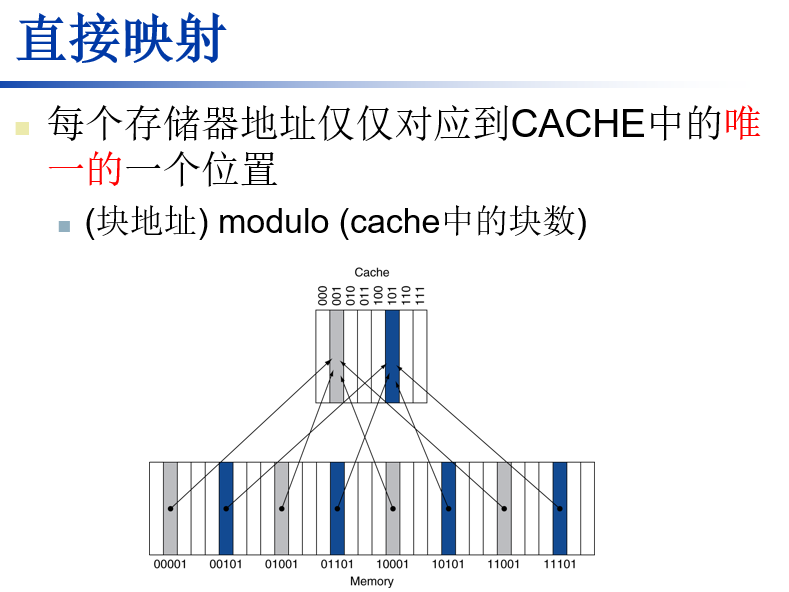 直接映射
每个存储器地址仅仅对应到CACHE中的唯
一的一个位置
(块地址) modulo (cache中的块数)
Cache
000 001 010 011 100 101 110 111
00001 00101 01001 01101 10001 10101 11001 11101
Memory